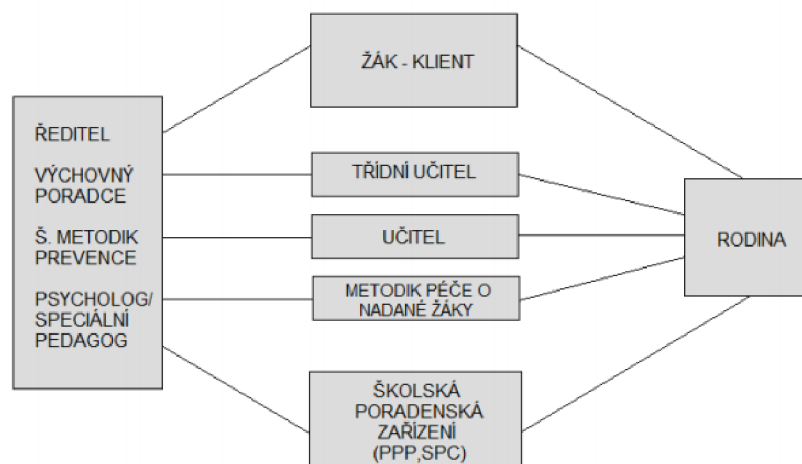 ŽÁK - KLIENT
ŘEDITEL
VÝCHOVNÝ
PORADCE
Š. METODIK
PREVENCE
PSYCHOLOG/
SPECIÁLNÍ
PEDAGOG
TŘÍDNÍ UČITEL
UČITEL
METODIK PÉČE O
NADANÉ ŽÁKY
ŠKOLSKÁ
PORADENSKÁ
ZAŘÍZENÍ
(PPP,SPC)
RODINA